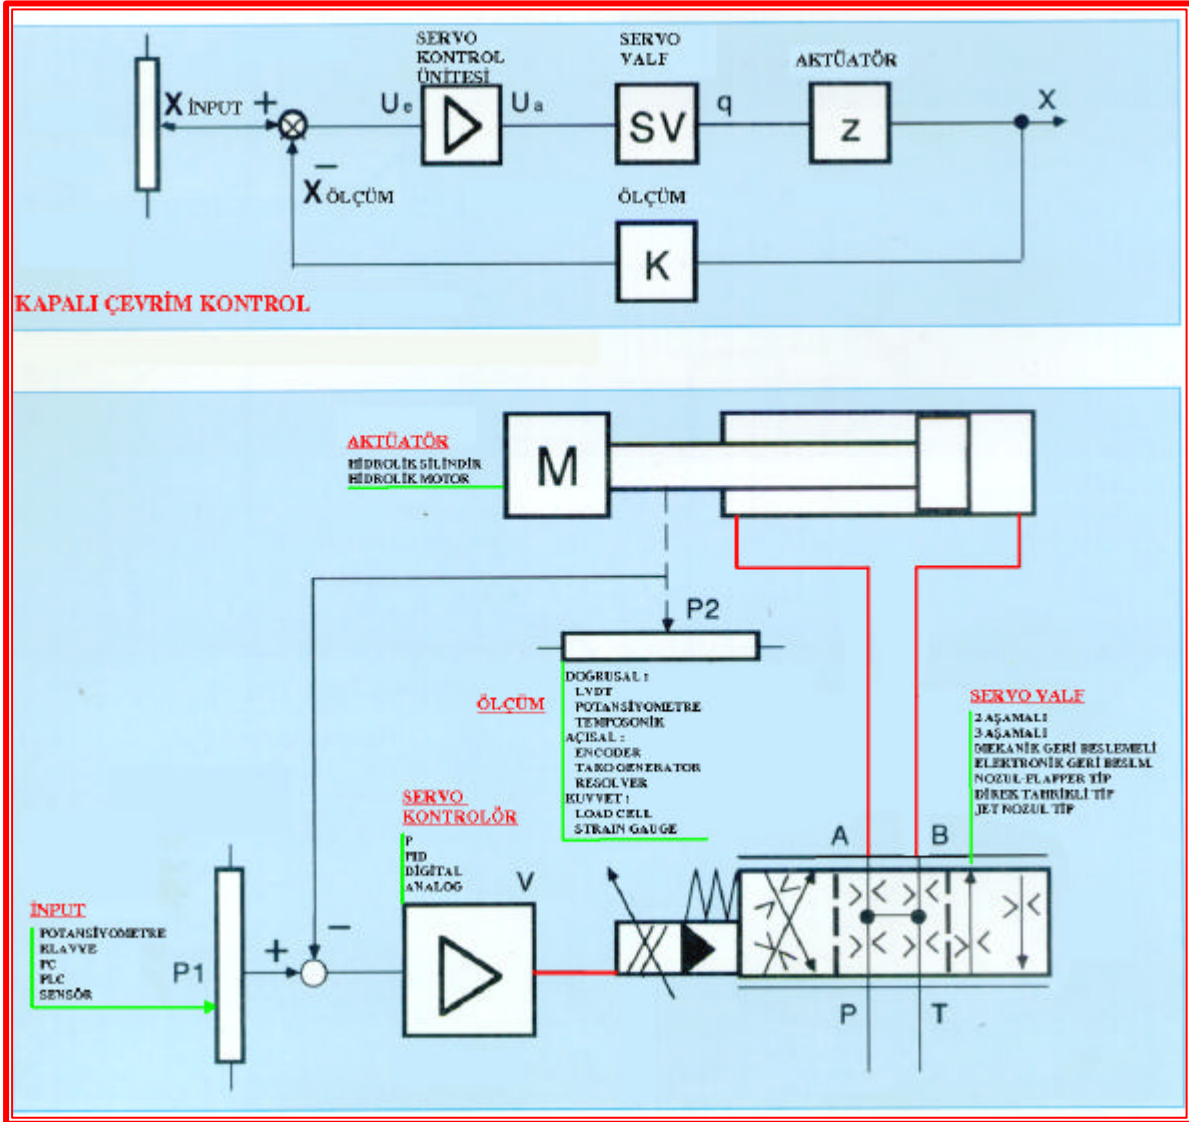 SERVO
KONTROL
ÜNİTESİ
SERVO
VALF
AKTÜATÖR
X İNPUT
+
Ue
Ua
SV
q
z
X
−
X ÖLÇÜM
ÖLÇÜM
K
KAPALI ÇEVRİM KONTROL
AKTÜATÖR
HİDROLİK SİLİNDİR
HİDROLİK MOTOR
M
P2
ÖLÇÜM
DOĞRUSAL :
LVDT
POTANSİYOMETRE
TEMPOSONİK
AÇISAL :
ENCODER
TAKO GENERATOR
RESOLVER
KUVVET :
LOAD CELL
STRAIN GAUGE
SERVO VALF
2 AŞAMALI
3 AŞAMALI
MEKANİK GERİ BESLEMELİ
ELEKTRONİK GERİ BESLM.
NOZUL-FLAPPER TİP
DİREK TAHRİKLİ TİP
JET NOZUL TİP
SERVO
KONTROLÖR
P
PID
DİGİTAL
ANALOG
V
A
B
P
T
İNPUT
POTANSİYOMETRE
KLAVYE
PC
PLC
SENSÖR
P1
+
−